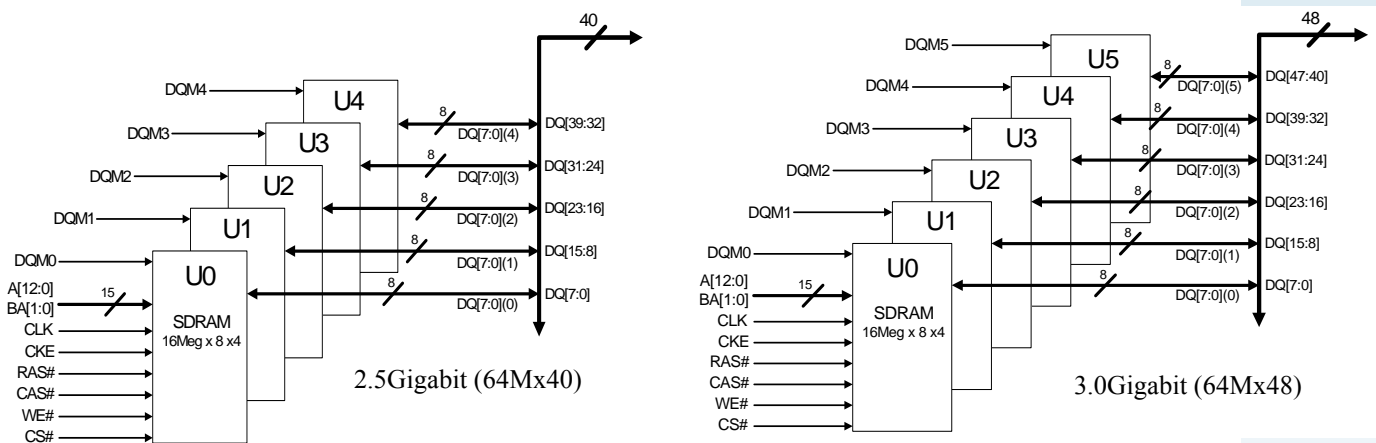 40
DQM4
U4
8
DQ[7:0](4)
DQ[39:32]
DQM3
U3
8
DQ[7:0](3)
DQ[31:24]
DQM2
U2
8
DQ[7:0](2)
DQ[23:16]
DQM1
U1
8
DQ[7:0](1)
DQ[15:8]
DQM0
U0
8
DQ[7:0](0)
DQ[7:0]
A[12:0]
BA[1:0]
15
SDRAM
16Meg x 8 x4
CLK
CKE
RAS#
CAS#
WE#
CS#
2.5Gigabit (64Mx40)
48
DQM5
U5
8
DQ[7:0](5)
DQ[47:40]
DQM4
U4
8
DQ[7:0](4)
DQ[39:32]
DQM3
U3
8
DQ[7:0](3)
DQ[31:24]
DQM2
U2
8
DQ[7:0](2)
DQ[23:16]
DQM1
U1
8
DQ[7:0](1)
DQ[15:8]
DQM0
U0
8
DQ[7:0](0)
DQ[7:0]
A[12:0]
BA[1:0]
15
SDRAM
16Meg x 8 x4
CLK
CKE
RAS#
CAS#
WE#
CS#
3.0Gigabit (64Mx48)